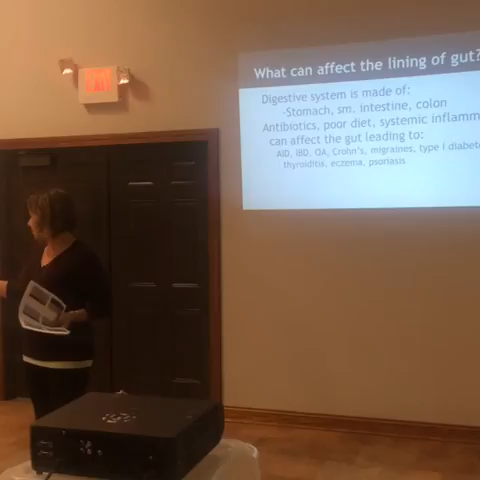 What can affect the lining of gut?
Digestive system is made of:
-Stomach, sm. intestine, colon
Antibiotics, poor diet, systemic inflamm
can affect the gut leading to:
AID, IBD, OA, Crohn's, migraines, type I diabete
thyroiditis, eczema, psoriasis
EXIT